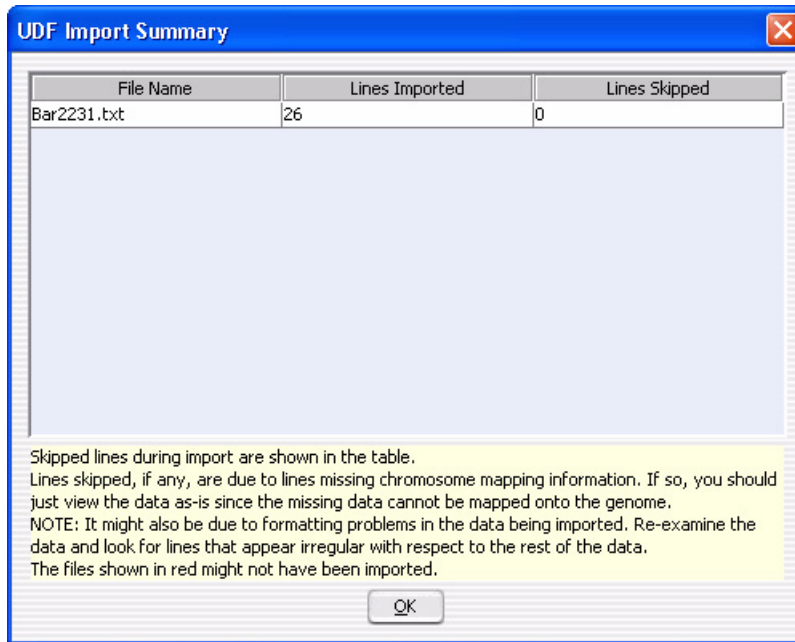 UDF Import Summary
File Name Lines Imported Lines Skipped
Bar2231.txt 26 0
Skipped lines during import are shown in the table.
Lines skipped, if any, are due to lines missing chromosome mapping information. If so, you should
just view the data as-is since the missing data cannot be mapped onto the genome.
NOTE: It might also be due to formatting problems in the data being imported. Re-examine the
data and look for lines that appear irregular with respect to the rest of the data.
The files shown in red might not have been imported.
OK